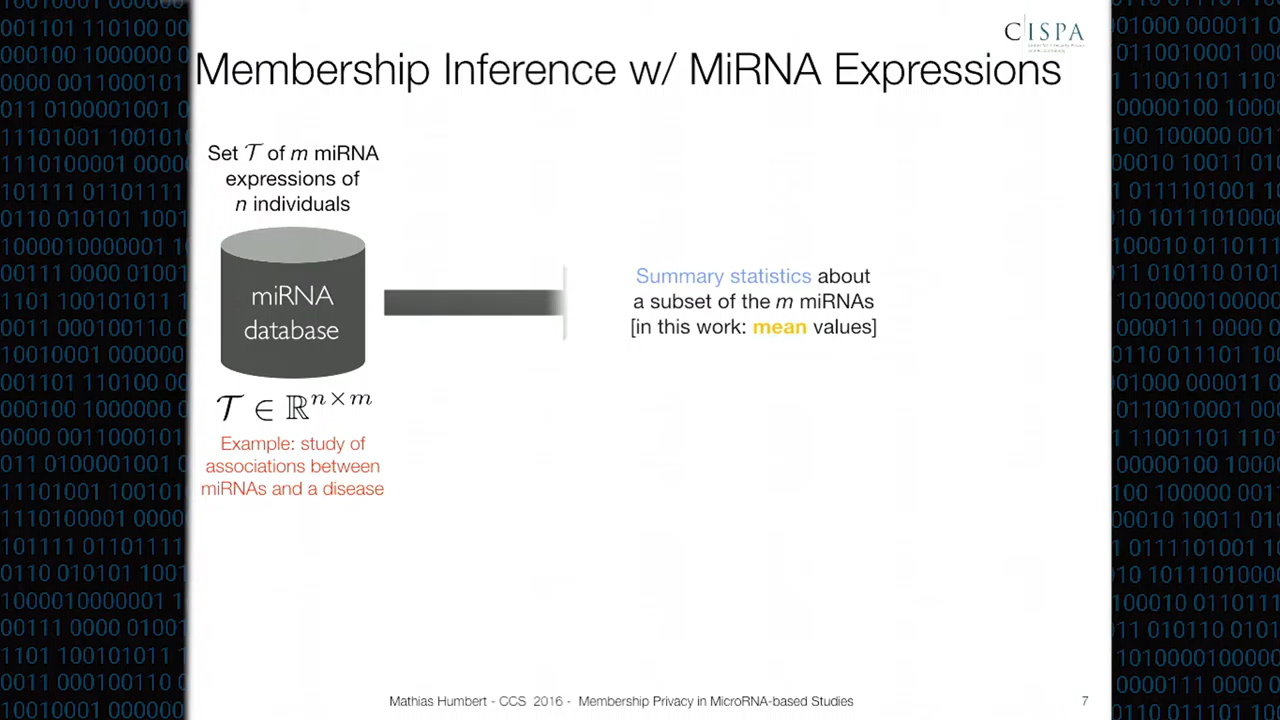 CISPA
Membership Inference w/ MiRNA Expressions
Set 𝒯 of m miRNA
expressions of
n individuals
miRNA
database
𝒯 ∈ ℝⁿˣᵐ
Example: study of
associations between
miRNAs and a disease
Summary statistics about
a subset of the m miRNAs
[in this work: mean values]
Mathias Humbert - CCS 2016 - Membership Privacy in MicroRNA-based Studies
7